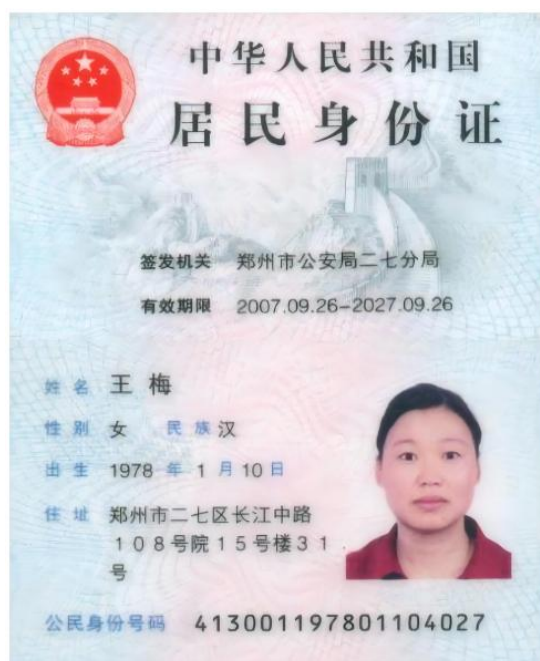 中华人民共和国
居民身份证
签发机关 郑州市公安局二七分局
有效期限 2007.09.26-2027.09.26
姓名 王梅
性别 女 民族 汉
出生 1978 年 1 月 10 日
住址 郑州市二七区长江中路
108号院15号楼31
号
公民身份号码 413001197801104027